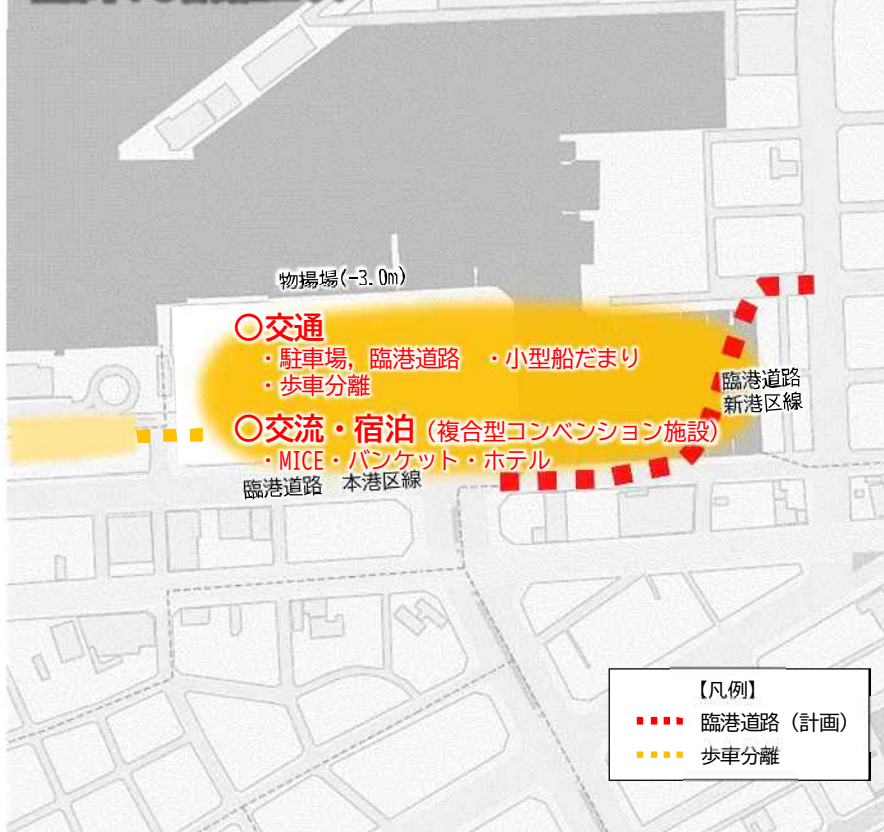 物揚場(-3.0m)
○交通
・駐車場，臨港道路　・小型船だまり
・歩車分離
臨港道路
新港区線
○交流・宿泊（複合型コンベンション施設）
・MICE・バンケット・ホテル
臨港道路　本港区線
【凡例】
臨港道路（計画）
歩車分離